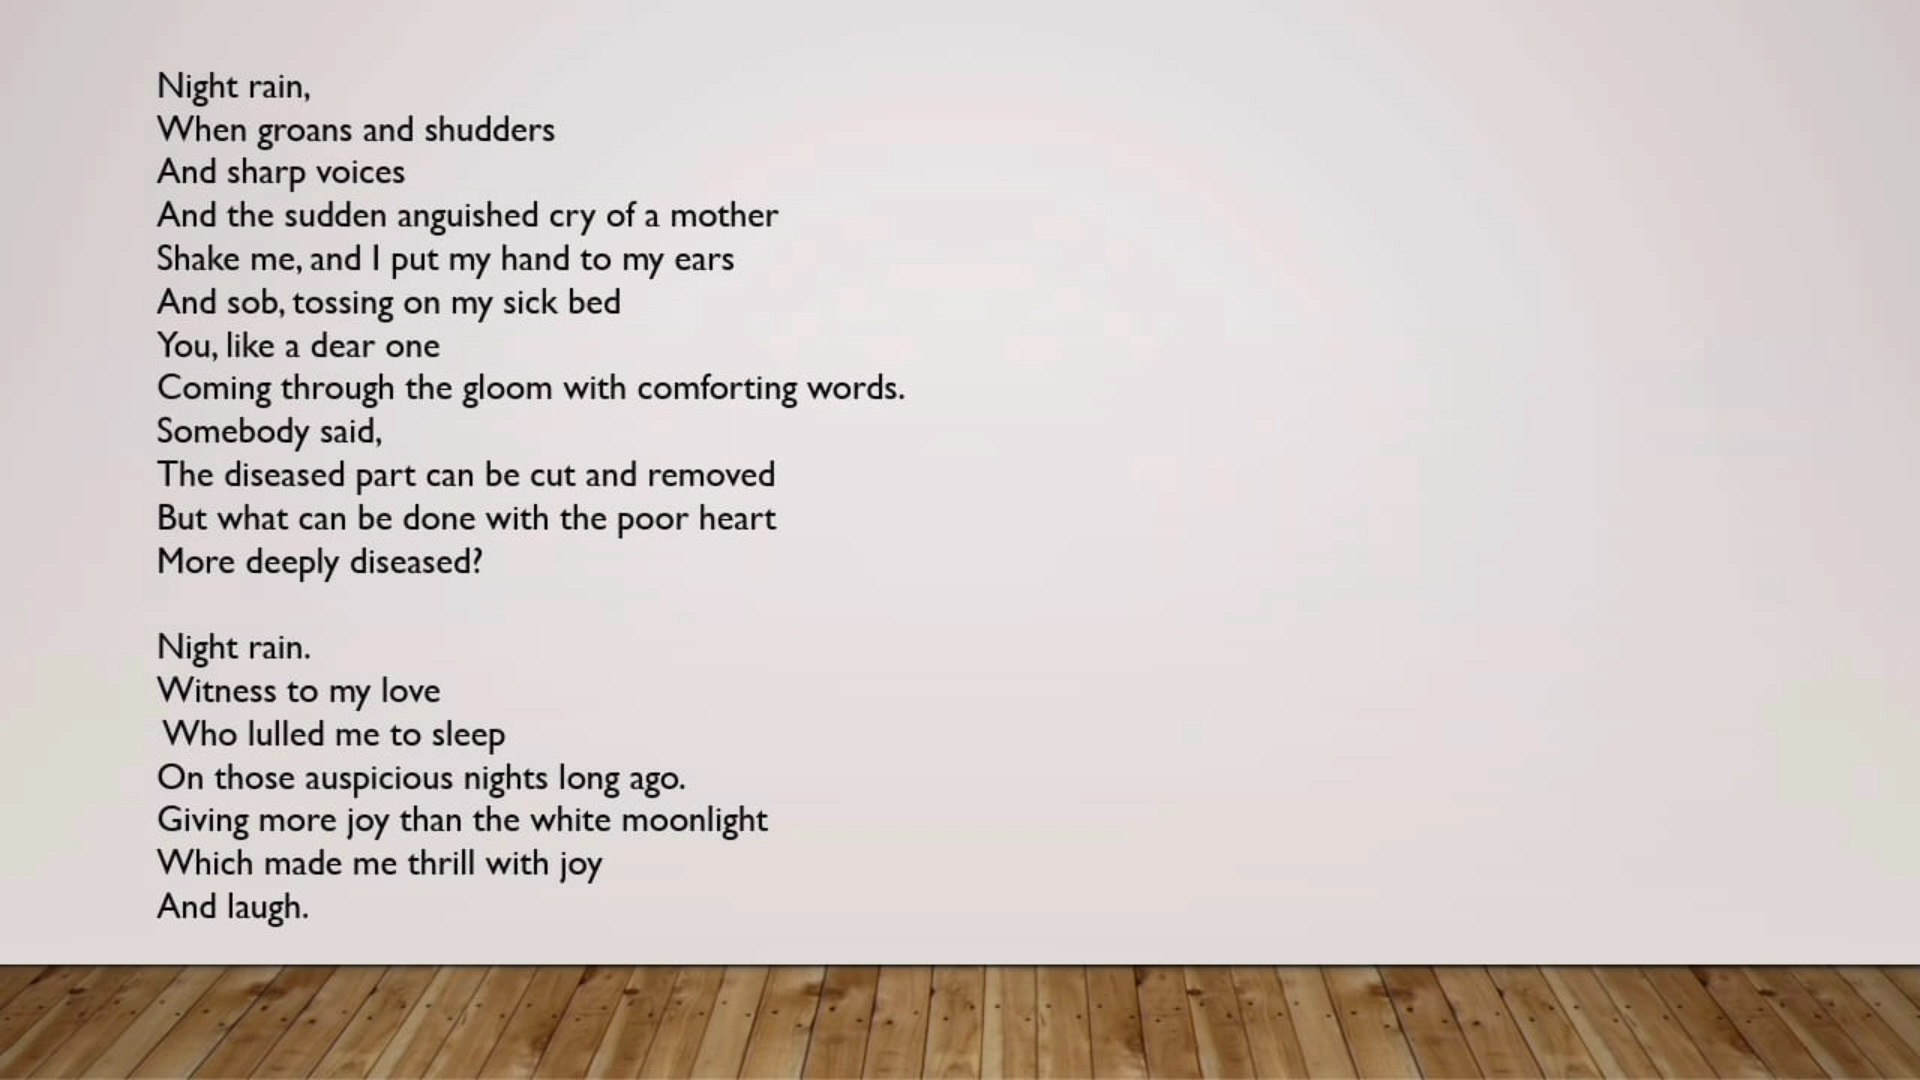 Night rain,
When groans and shudders
And sharp voices
And the sudden anguished cry of a mother
Shake me, and I put my hand to my ears
And sob, tossing on my sick bed
You, like a dear one
Coming through the gloom with comforting words.
Somebody said,
The diseased part can be cut and removed
But what can be done with the poor heart
More deeply diseased?
Night rain.
Witness to my love
Who lulled me to sleep
On those auspicious nights long ago.
Giving more joy than the white moonlight
Which made me thrill with joy
And laugh.